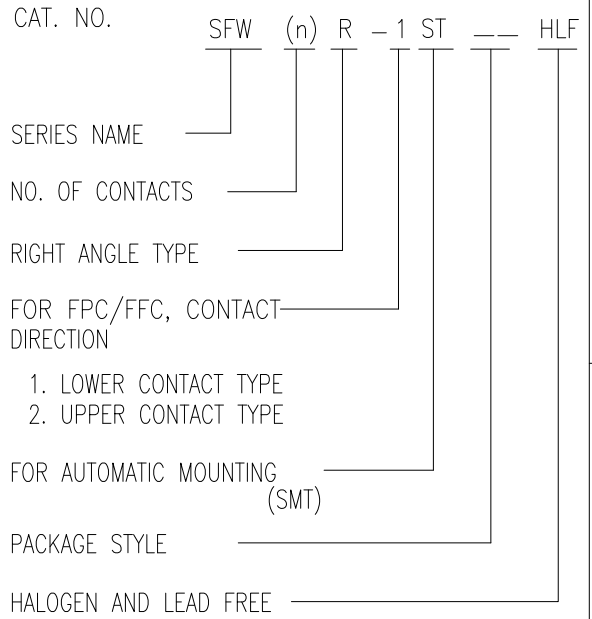 CAT. NO.
SFW (n) R - 1 ST __ HLF
SERIES NAME
NO. OF CONTACTS
RIGHT ANGLE TYPE
FOR FPC/FFC, CONTACT
DIRECTION
1. LOWER CONTACT TYPE
2. UPPER CONTACT TYPE
FOR AUTOMATIC MOUNTING
(SMT)
PACKAGE STYLE
HALOGEN AND LEAD FREE